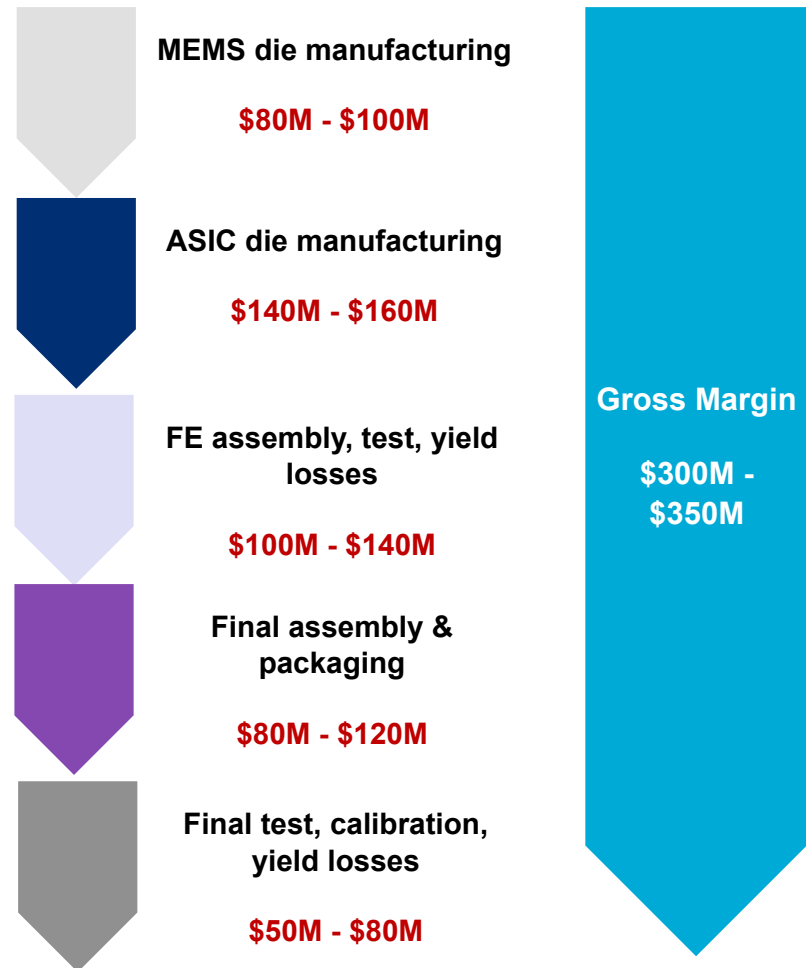 MEMS die manufacturing
$80M - $100M
ASIC die manufacturing
$140M - $160M
FE assembly, test, yield
losses
$100M - $140M
Final assembly &
packaging
$80M - $120M
Final test, calibration,
yield losses
$50M - $80M
Gross Margin
$300M -
$350M